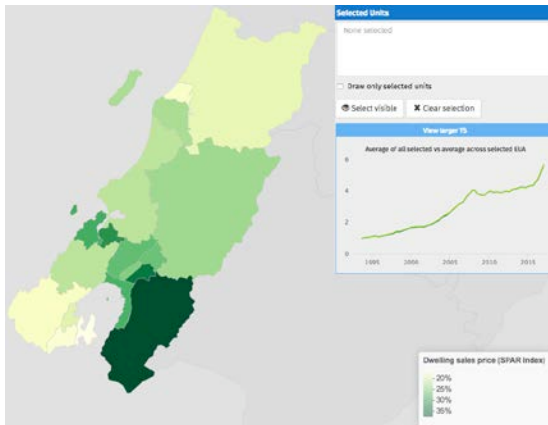 Selected Units
None selected
Draw only selected units
Select visible
✖ Clear selection
View larger TS
Average of all selected vs average across selected EUA
6
4
2
0
1995
2000
2005
2010
2015
Dwelling sales price (SPAR Index)
20%
25%
30%
35%